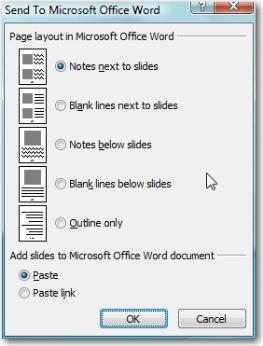 Send To Microsoft Office Word
Page layout in Microsoft Office Word
Notes next to slides
Blank lines next to slides
Notes below slides
Blank lines below slides
Outline only
Add slides to Microsoft Office Word document
Paste
Paste link
OK Cancel